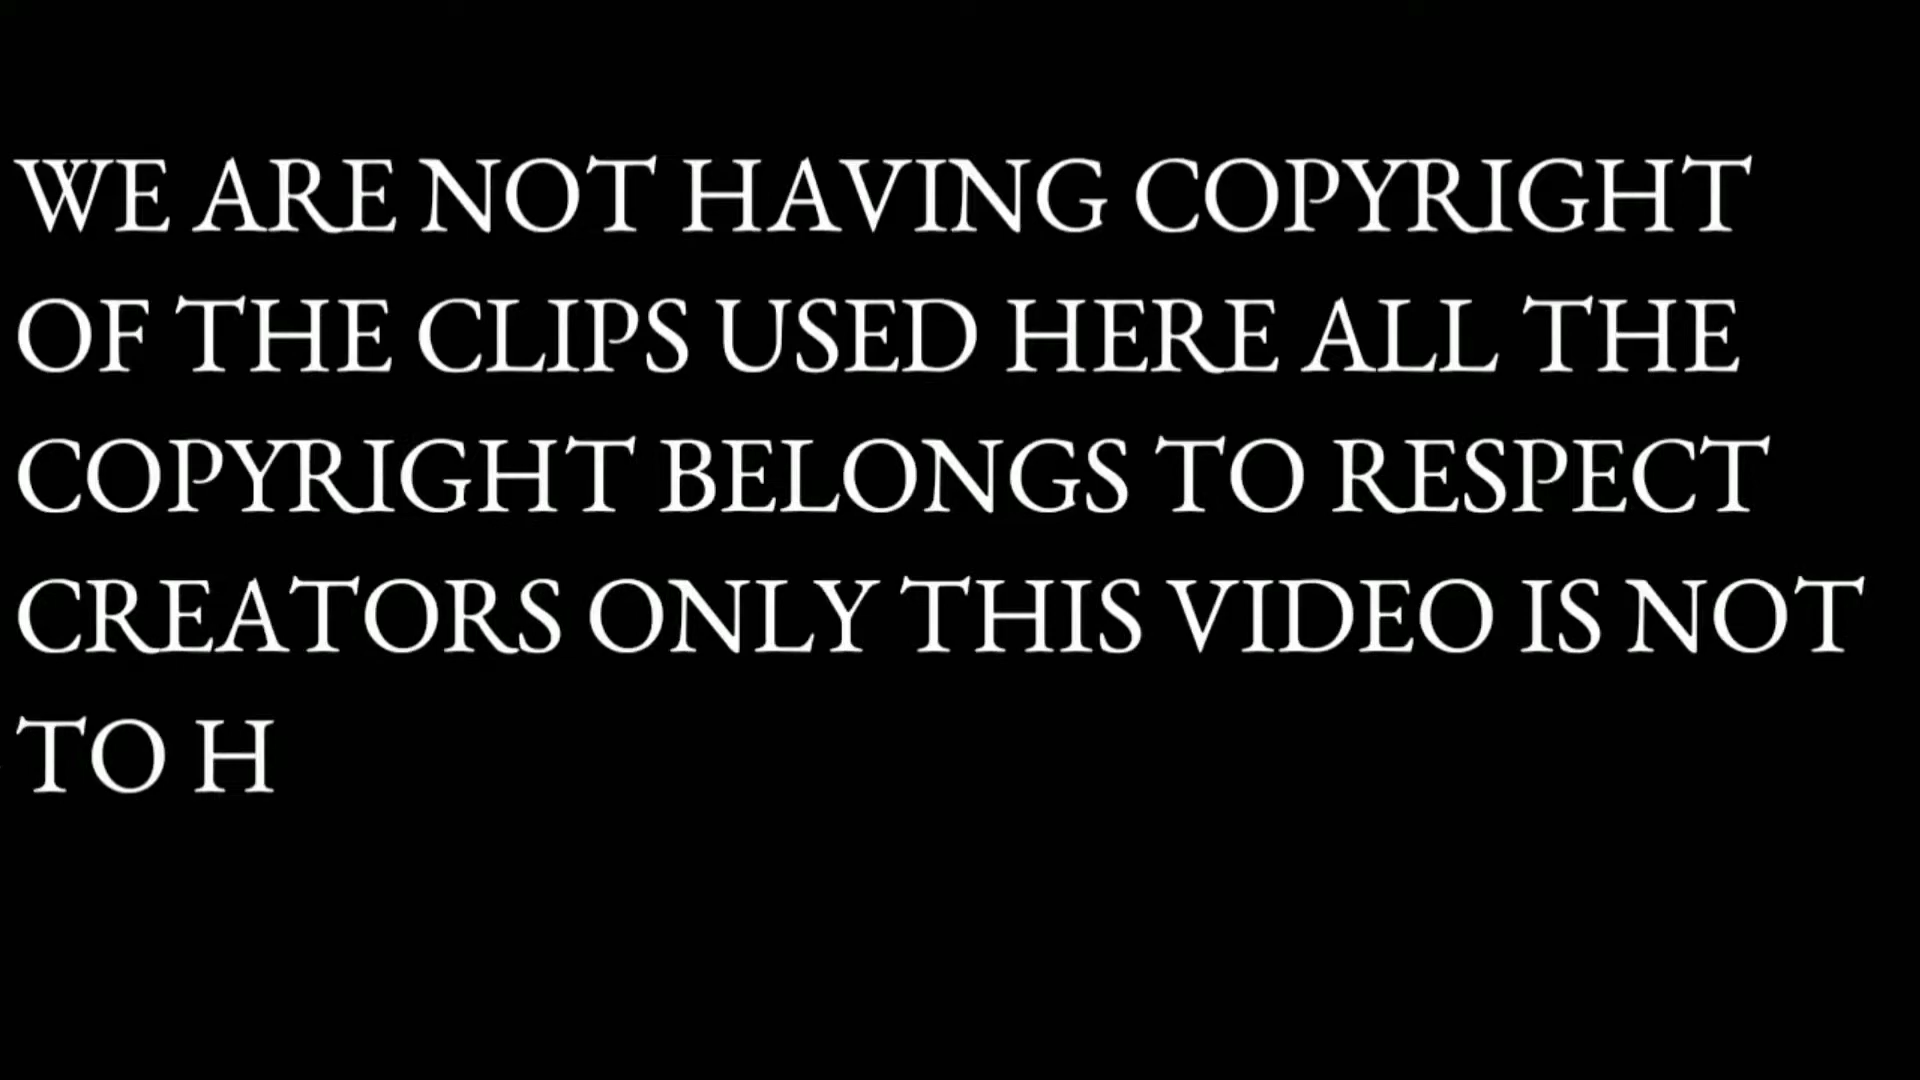 WE ARE NOT HAVING COPYRIGHT
OF THE CLIPS USED HERE ALL THE
COPYRIGHT BELONGS TO RESPECT
CREATORS ONLY THIS VIDEO IS NOT
TO H